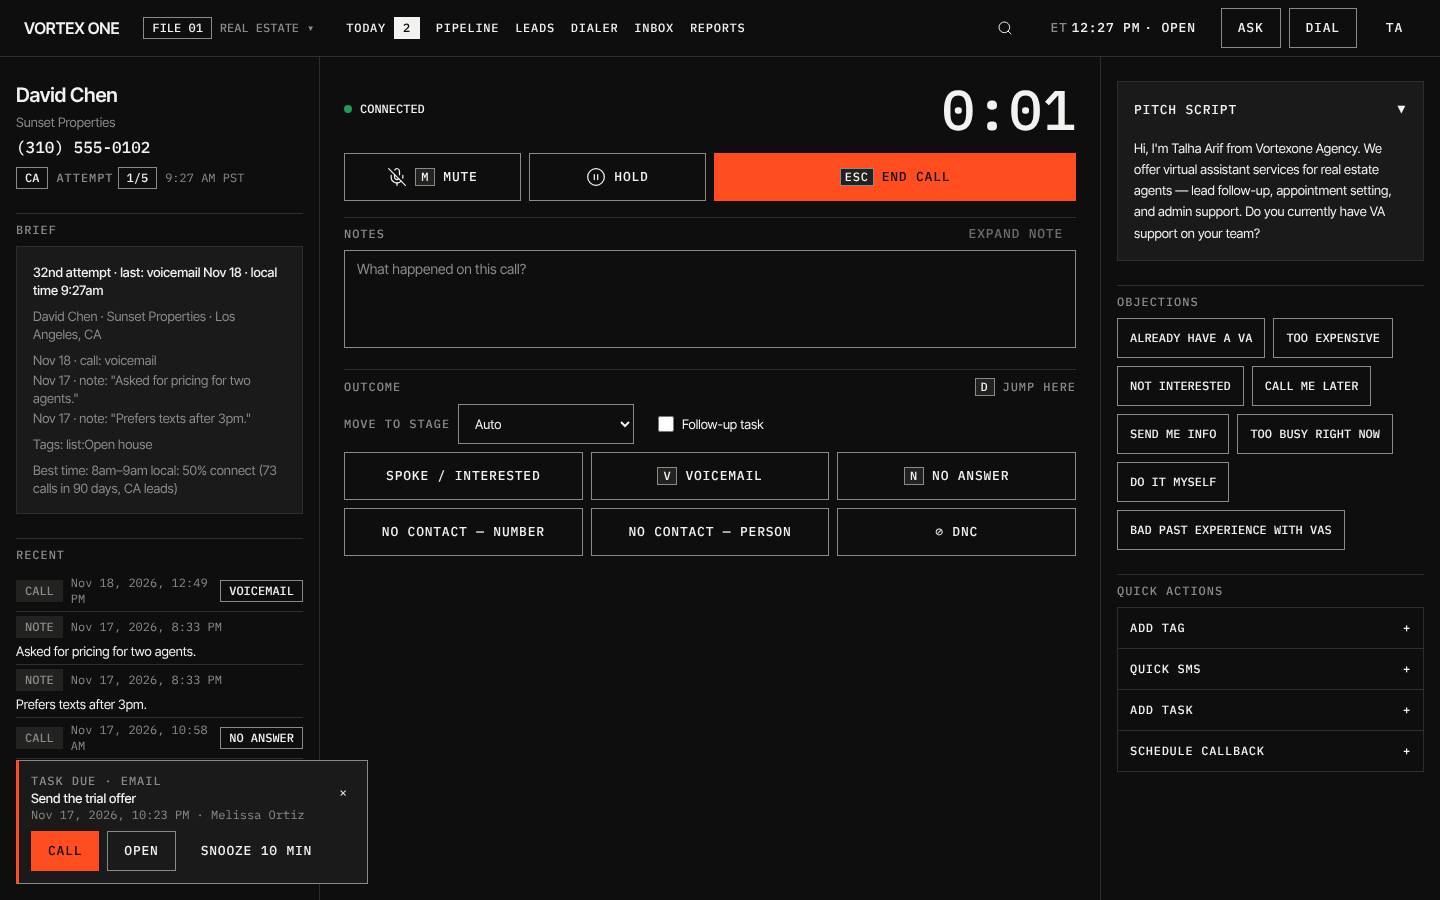 VORTEX ONE
FILE 01 REAL ESTATE ▾
TODAY 2 PIPELINE LEADS DIALER INBOX REPORTS
ET 12:27 PM · OPEN
ASK
DIAL
TA
David Chen
Sunset Properties
(310) 555-0102
CA ATTEMPT 1/5 9:27 AM PST
BRIEF
32nd attempt · last: voicemail Nov 18 · local
time 9:27am
David Chen · Sunset Properties · Los
Angeles, CA
Nov 18 · call: voicemail
Nov 17 · note: "Asked for pricing for two
agents."
Nov 17 · note: "Prefers texts after 3pm."
Tags: list:Open house
Best time: 8am–9am local: 50% connect (73
calls in 90 days, CA leads)
RECENT
CALL Nov 18, 2026, 12:49
PM
VOICEMAIL
NOTE Nov 17, 2026, 8:33 PM
Asked for pricing for two agents.
NOTE Nov 17, 2026, 8:33 PM
Prefers texts after 3pm.
CALL Nov 17, 2026, 10:58
AM
NO ANSWER
TASK DUE · EMAIL
Send the trial offer
Nov 17, 2026, 10:23 PM · Melissa Ortiz
×
CALL
OPEN
SNOOZE 10 MIN
CONNECTED
0:01
M MUTE
HOLD
ESC END CALL
NOTES
EXPAND NOTE
What happened on this call?
OUTCOME
D JUMP HERE
MOVE TO STAGE Auto
Follow-up task
SPOKE / INTERESTED
V VOICEMAIL
N NO ANSWER
NO CONTACT — NUMBER
NO CONTACT — PERSON
⊘ DNC
PITCH SCRIPT ▼
Hi, I'm Talha Arif from Vortexone Agency. We
offer virtual assistant services for real estate
agents — lead follow-up, appointment setting,
and admin support. Do you currently have VA
support on your team?
OBJECTIONS
ALREADY HAVE A VA
TOO EXPENSIVE
NOT INTERESTED
CALL ME LATER
SEND ME INFO
TOO BUSY RIGHT NOW
DO IT MYSELF
BAD PAST EXPERIENCE WITH VAS
QUICK ACTIONS
ADD TAG +
QUICK SMS +
ADD TASK +
SCHEDULE CALLBACK +